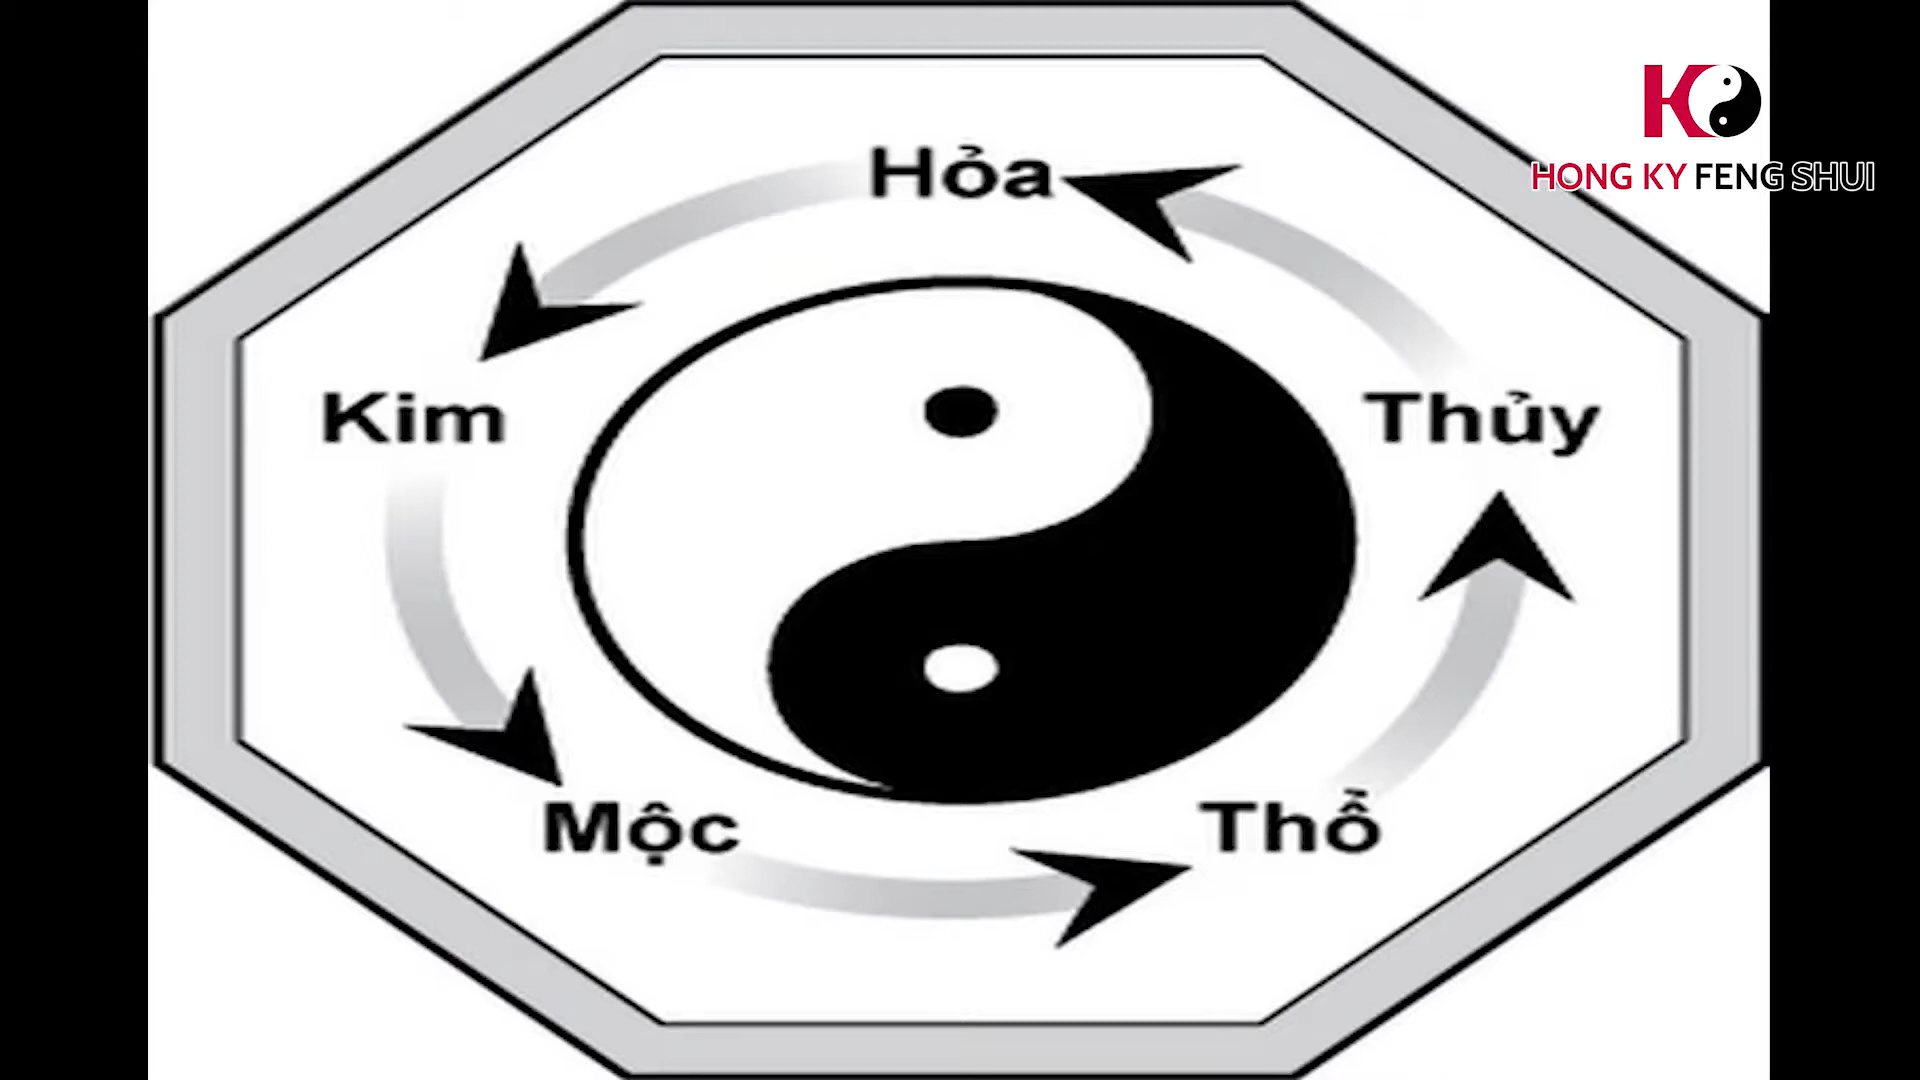 HONG KY FENG SHUI
Hỏa
Kim
Thủy
Mộc
Thổ